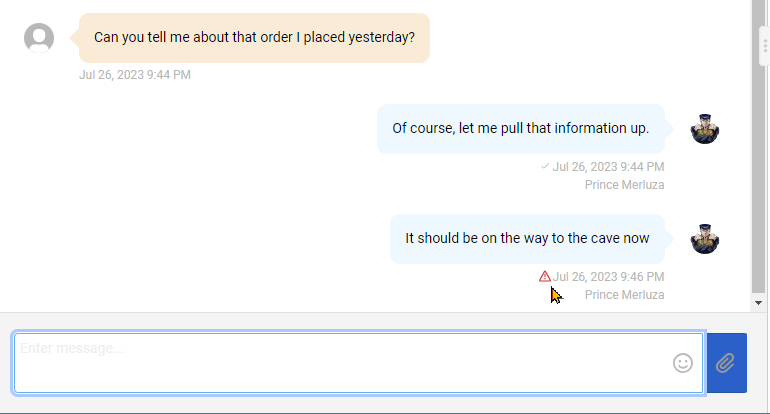 Can you tell me about that order I placed yesterday?
Jul 26, 2023 9:44 PM
Of course, let me pull that information up.
Jul 26, 2023 9:44 PM
Prince Merluza
It should be on the way to the cave now
Jul 26, 2023 9:46 PM
Prince Merluza
Enter message...